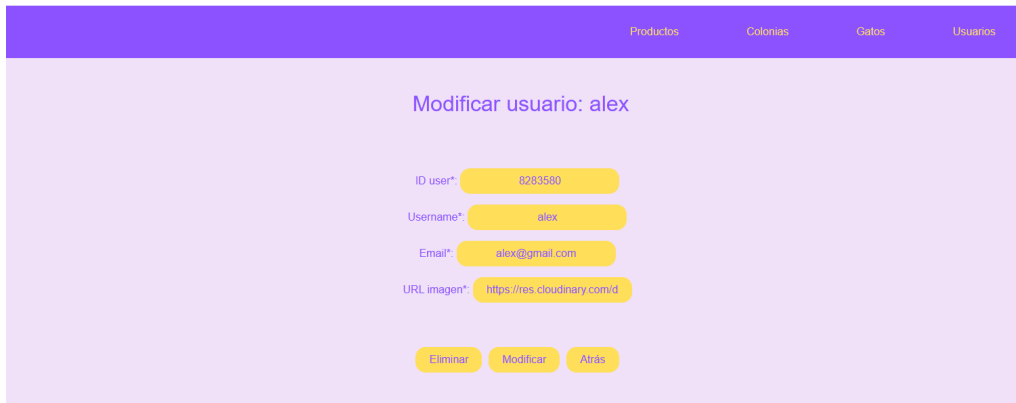 Productos Colonias Gatos Usuarios
Modificar usuario: alex
ID user*: 8283580
Username*: alex
Email*: alex@gmail.com
URL imagen*: https://res.cloudinary.com/d
Eliminar Modificar Atrás